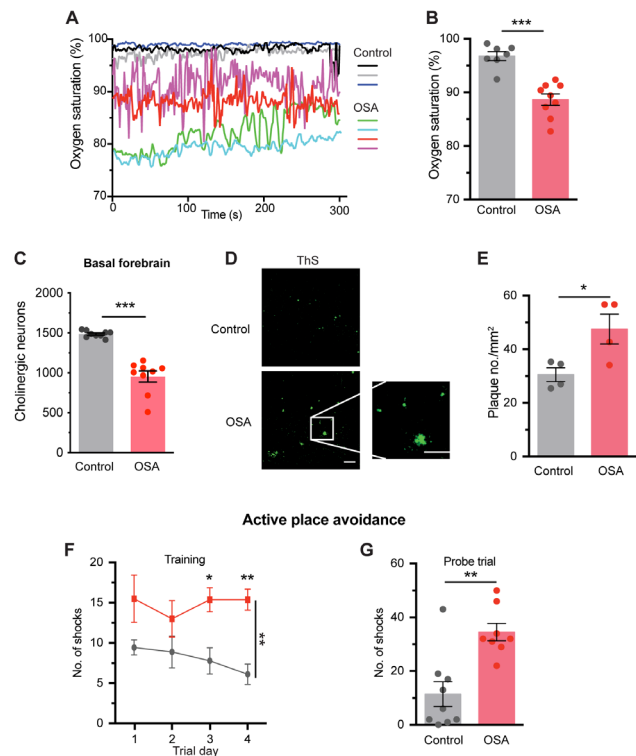 A
Oxygen saturation (%)
100
90
80
70
0
100
200
300
Time (s)
Control
OSA
B
Oxygen saturation (%)
100
90
80
70
***
Control
OSA
C
Basal forebrain
Cholinergic neurons
2000
1500
1000
500
0
***
Control
OSA
D
ThS
Control
OSA
E
Plaque no./mm²
60
40
20
0
*
Control
OSA
Active place avoidance
F
Training
No. of shocks
20
15
10
5
0
*
**
**
1
2
3
4
Trial day
G
Probe trial
No. of shocks
60
40
20
0
**
Control
OSA